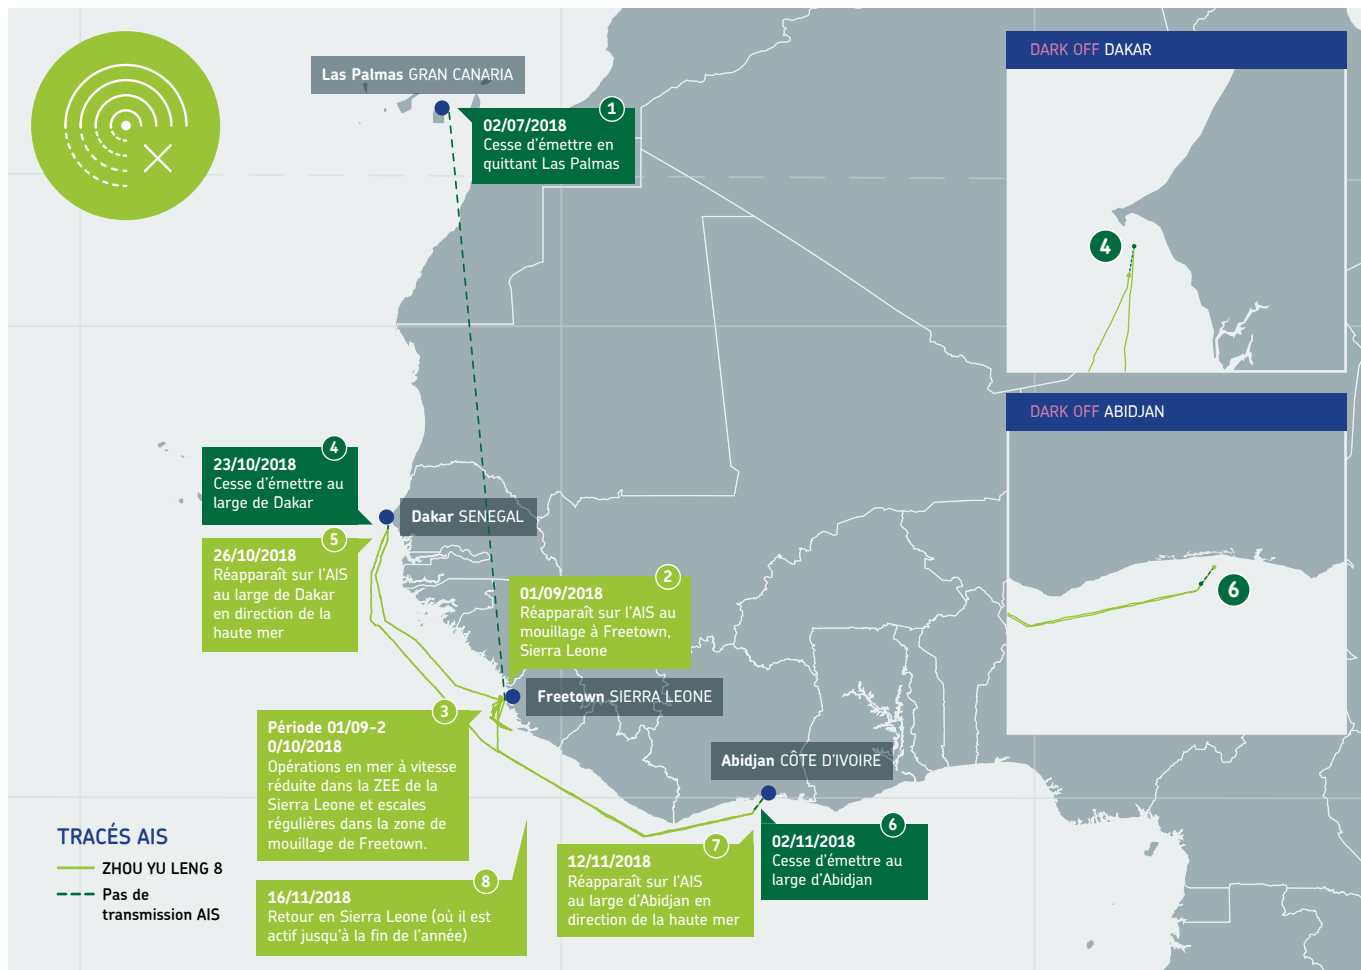 Las Palmas GRAN CANARIA
1
02/07/2018
Cesse d'émettre en
quittant Las Palmas
DARK OFF DAKAR
4
DARK OFF ABIDJAN
6
4
23/10/2018
Cesse d'émettre au
large de Dakar
Dakar SENEGAL
5
26/10/2018
Réapparaît sur l'AIS
au large de Dakar
en direction de la
haute mer
2
01/09/2018
Réapparaît sur l'AIS au
mouillage à Freetown,
Sierra Leone
Freetown SIERRA LEONE
3
Période 01/09-2
0/10/2018
Opérations en mer à vitesse
réduite dans la ZEE de la
Sierra Leone et escales
régulières dans la zone de
mouillage de Freetown.
Abidjan CÔTE D'IVOIRE
6
02/11/2018
Cesse d'émettre au
large d'Abidjan
7
12/11/2018
Réapparaît sur l'AIS
au large d'Abidjan en
direction de la haute mer
8
16/11/2018
Retour en Sierra Leone (où il est
actif jusqu'à la fin de l'année)
TRACÉS AIS
ZHOU YU LENG 8
Pas de
transmission AIS